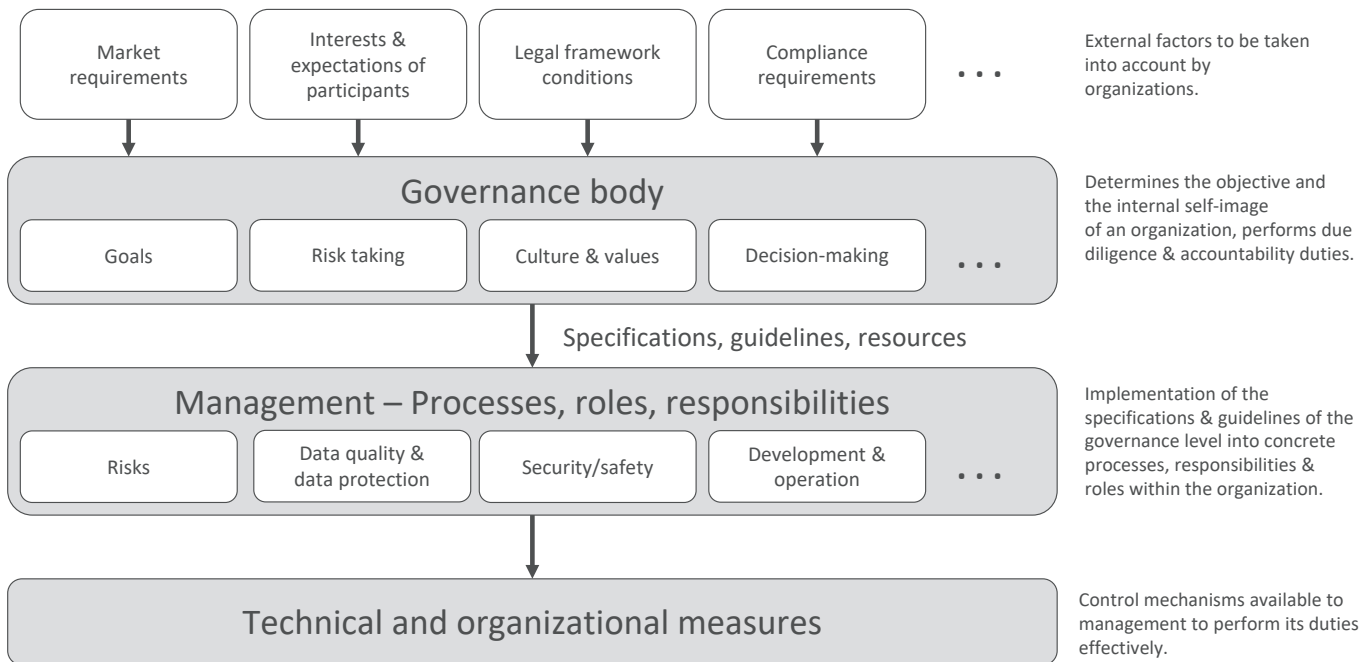 Market
requirements
Interests &
expectations of
participants
Legal framework
conditions
Compliance
requirements
...
External factors to be taken
into account by
organizations.
Governance body
Goals
Risk taking
Culture & values
Decision-making
...
Determines the objective and
the internal self-image
of an organization, performs due
diligence & accountability duties.
Specifications, guidelines, resources
Management – Processes, roles, responsibilities
Risks
Data quality &
data protection
Security/safety
Development &
operation
...
Implementation of the
specifications & guidelines of the
governance level into concrete
processes, responsibilities &
roles within the organization.
Technical and organizational measures
Control mechanisms available to
management to perform its duties
effectively.